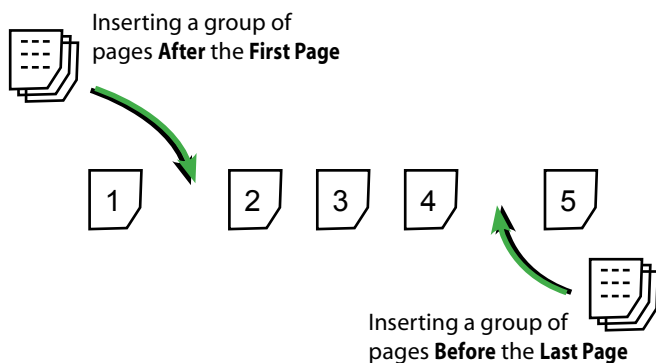 Inserting a group of
pages After the First Page
1 2 3 4 5
Inserting a group of
pages Before the Last Page